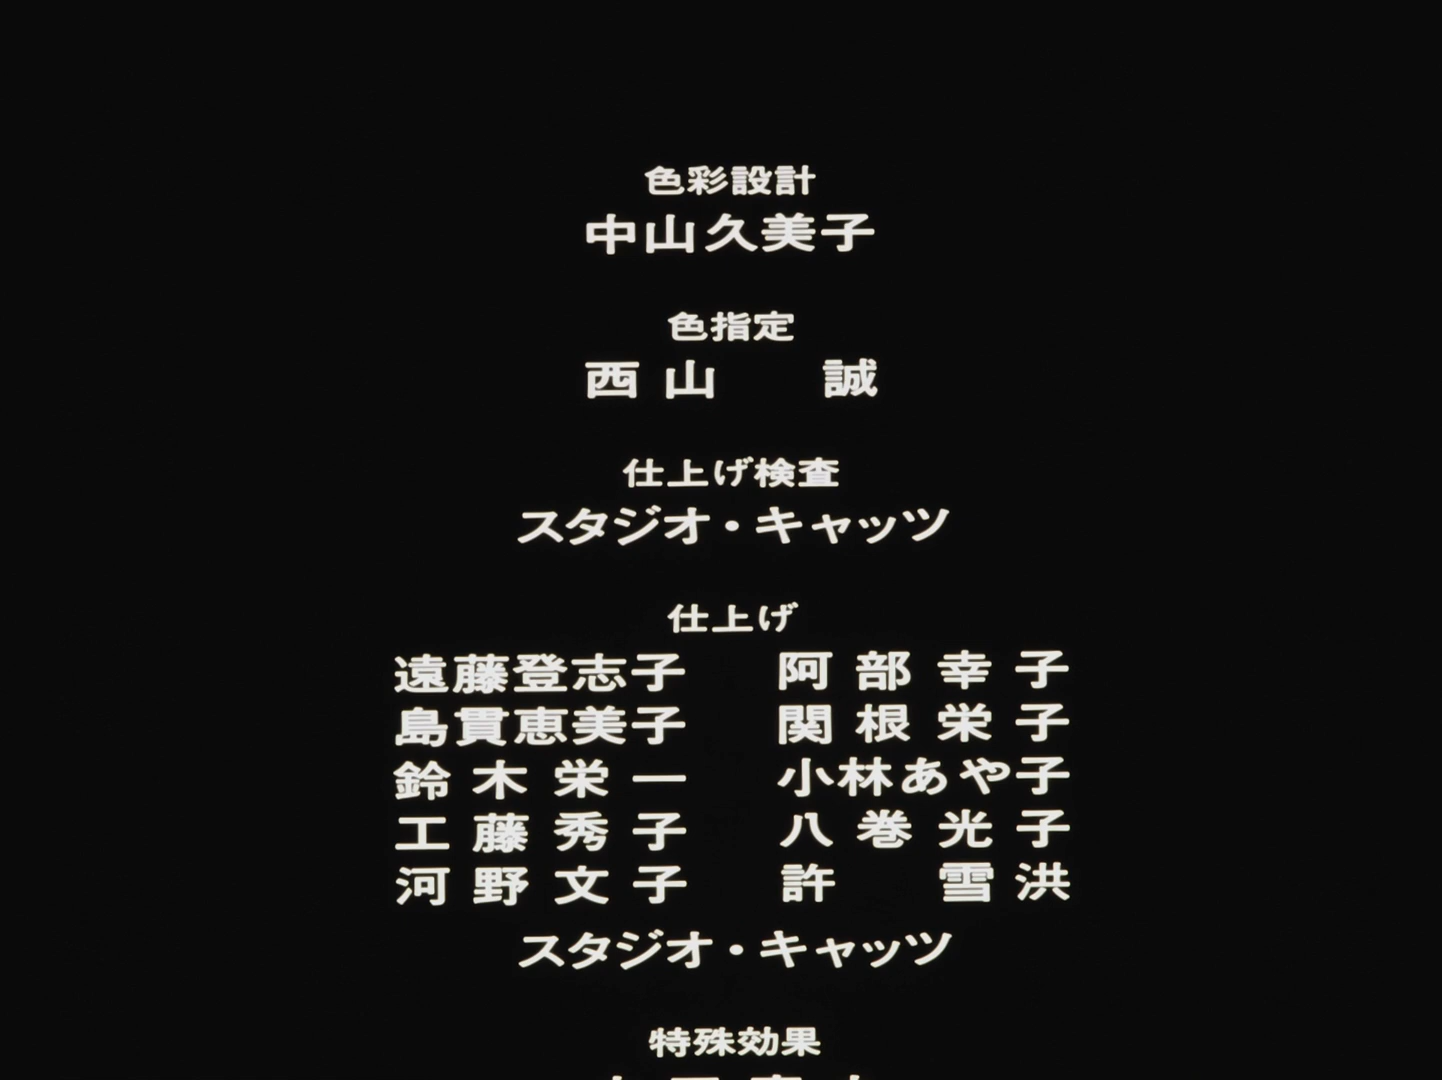 色彩設計
中山久美子
色指定
西山 誠
仕上げ検査
スタジオ・キャッツ
仕上げ
遠藤登志子 阿部幸子
島貫恵美子 関根栄子
鈴木栄一 小林あや子
工藤秀子 八巻光子
河野文子 許 雪洪
スタジオ・キャッツ
特殊効果